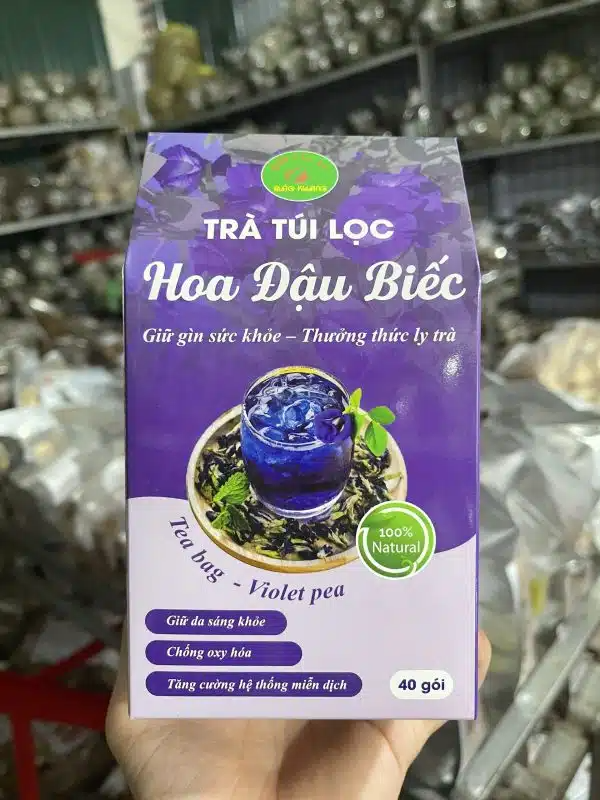 TRÀ TÚI LỌC
Hoa Đậu Biếc
Giữ gìn sức khỏe – Thưởng thức ly trà
100%
Natural
Tea bag - Violet pea
Giữ da sáng khỏe
Chống oxy hóa
Tăng cường hệ thống miễn dịch
40 gói